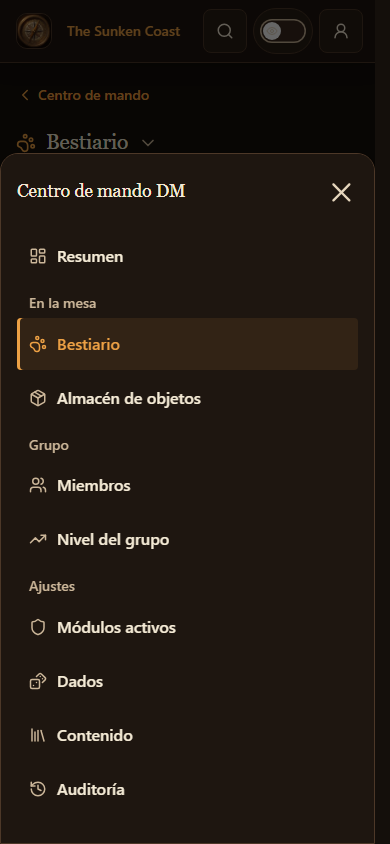 The Sunken Coast
Centro de mando
Bestiario
Centro de mando DM
Resumen
En la mesa
Bestiario
Almacén de objetos
Grupo
Miembros
Nivel del grupo
Ajustes
Módulos activos
Dados
Contenido
Auditoría